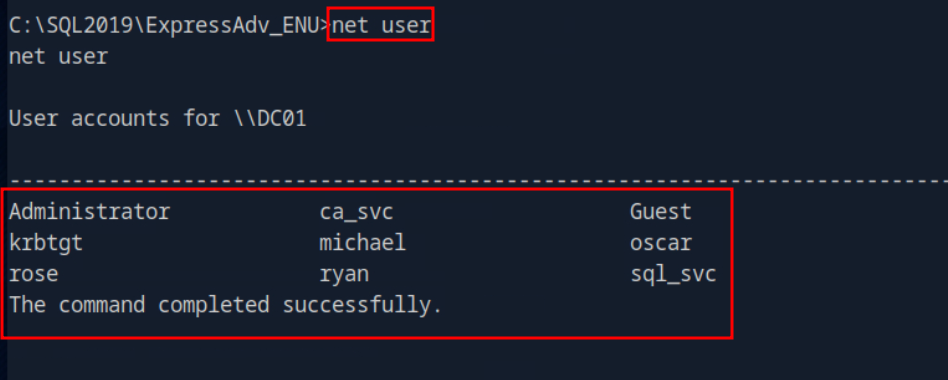 C:\SQL2019\ExpressAdv_ENU>net user
net user
User accounts for \\DC01
-------------------------------------------------------------------------------
Administrator            ca_svc                   Guest
krbtgt                   michael                  oscar
rose                     ryan                     sql_svc
The command completed successfully.